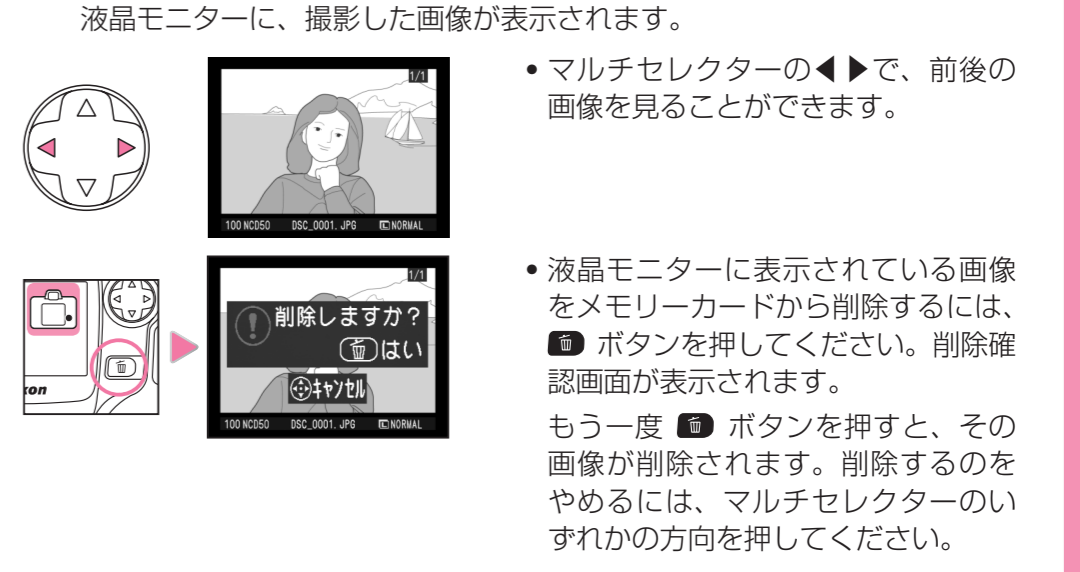 液晶モニターに、撮影した画像が表示されます。
1/1
100 NCD50 DSC_0001. JPG L NORMAL
• マルチセレクターの◀ ▶で、前後の
画像を見ることができます。
1/1
削除しますか?
はい
キャンセル
100 NCD50 DSC_0001. JPG L NORMAL
kon
• 液晶モニターに表示されている画像
をメモリーカードから削除するには、
ボタンを押してください。削除確
認画面が表示されます。
もう一度 ボタンを押すと、その
画像が削除されます。削除するのを
やめるには、マルチセレクターのい
ずれかの方向を押してください。